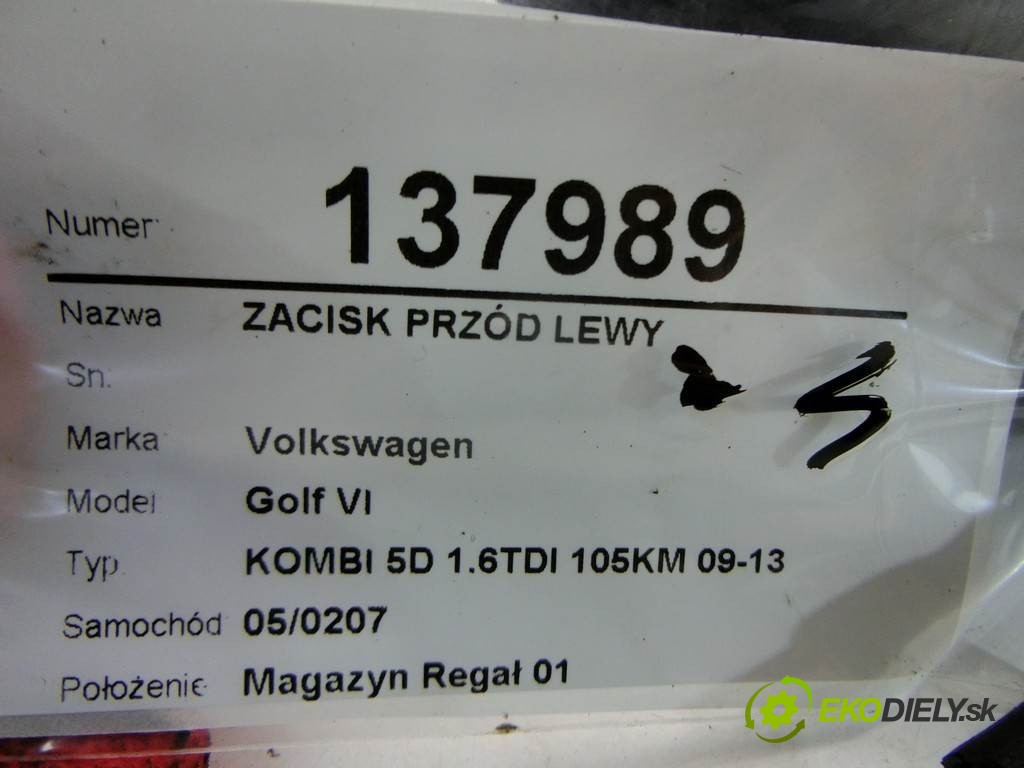 Numer 137989
Nazwa ZACISK PRZÓD LEWY
Sn.
Marka Volkswagen
Model Golf VI
Typ KOMBI 5D 1.6TDI 105KM 09-13
Samochód 05/0207
Położenie Magazyn Regał 01
EKODIELY.sk